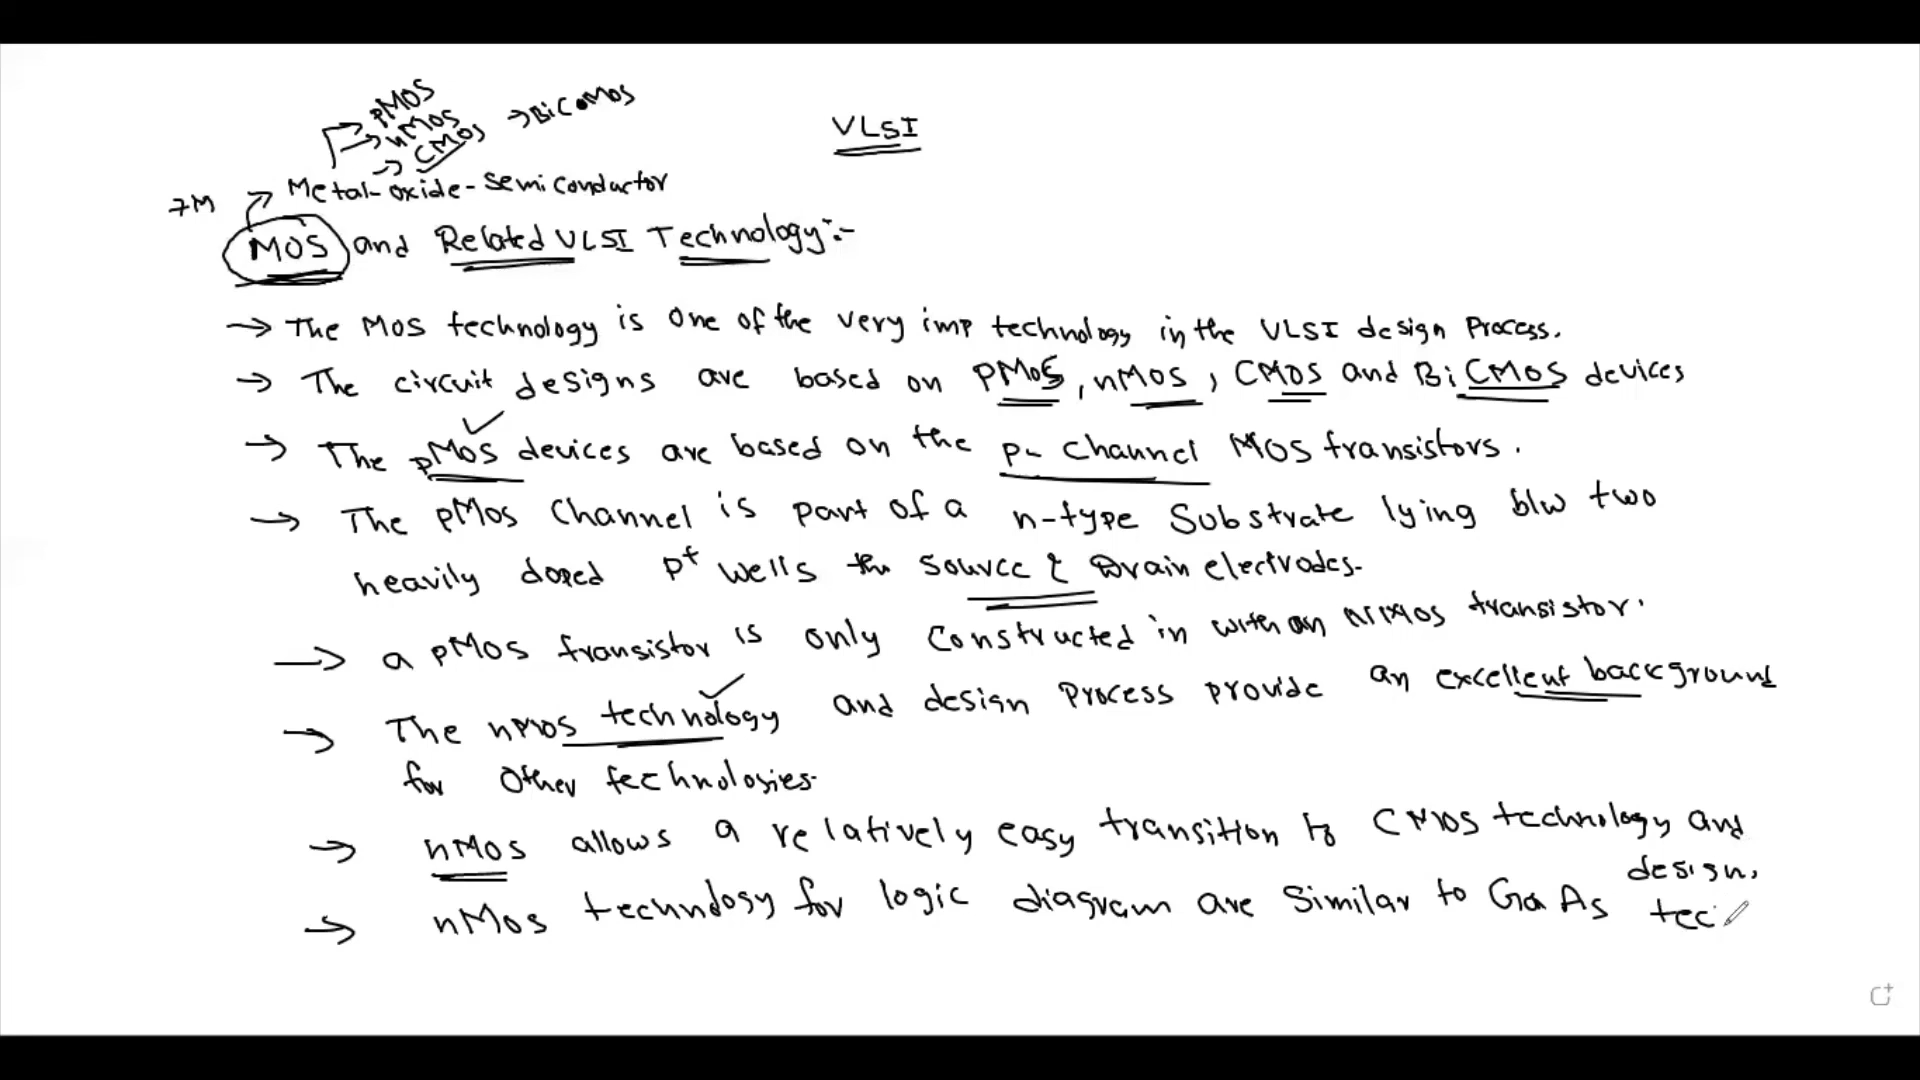 pMOS
nMOS → BiCMOS
→ CMOS
VLSI
7M → Metal-oxide-semiconductor
MOS and Related VLSI Technology:-
→ The MOS technology is one of the very imp technology in the VLSI design Process.
→ The circuit designs are based on PMOS, nMOS, CMOS and Bi CMOS devices
→ The pMOS devices are based on the p- channel MOS transistors.
→ The pMOS Channel is part of a n-type Substrate lying b/w two
heavily doped p+ wells the source & Drain electrodes.
→ a pMOS transistor is only constructed in with an NMOS transistor.
→ The nMOS technology and design Process provide an excellent background
for Other technologies.
→ nMOS allows a relatively easy transition to CMOS technology and
design.
→ nMOS technology for logic diagram are Similar to GaAs tec